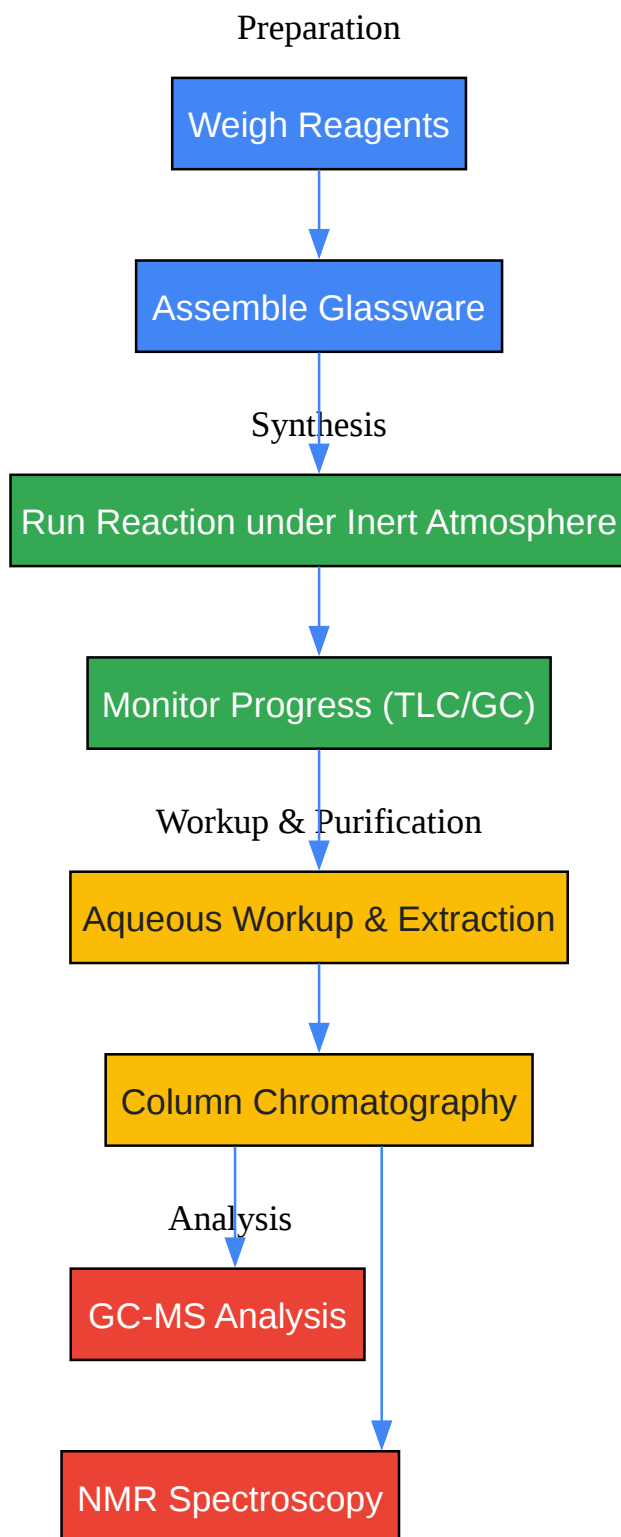 Preparation
Weigh Reagents
Assemble Glassware
Synthesis
Run Reaction under Inert Atmosphere
Monitor Progress (TLC/GC)
Workup & Purification
Aqueous Workup & Extraction
Column Chromatography
Analysis
GC-MS Analysis
NMR Spectroscopy